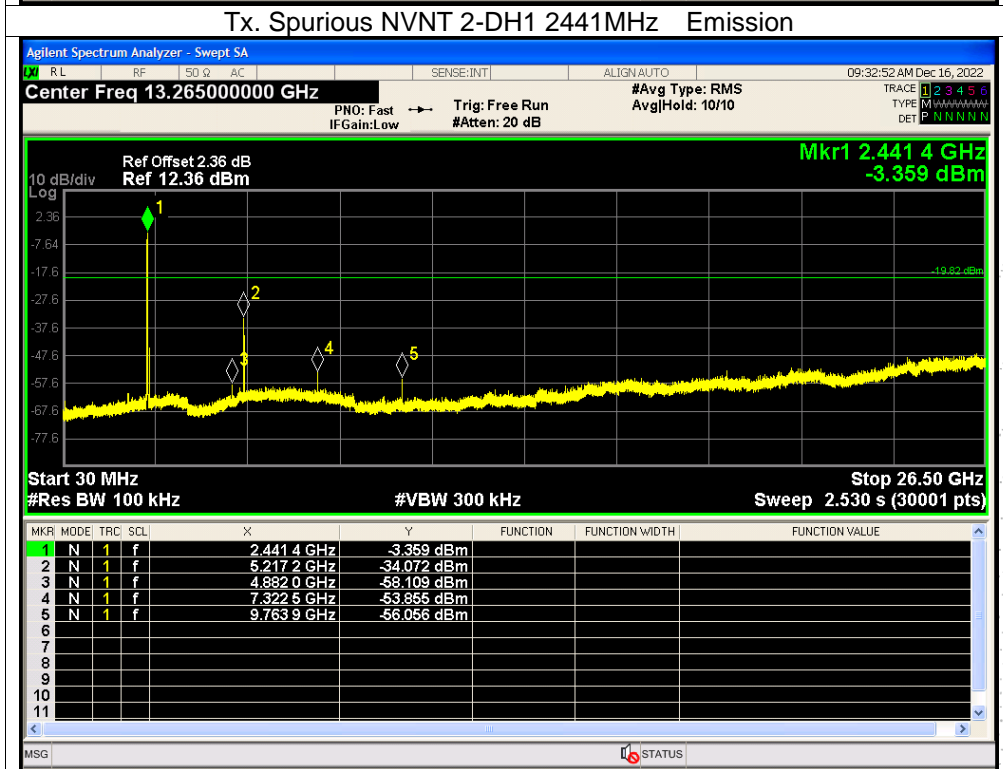 Tx. Spurious NVNT 2-DH1 2441MHz Emission
Agilent Spectrum Analyzer - Swept SA
LXI RL RF 50 Ω AC SENSE:INT ALIGN AUTO 09:32:52 AM Dec 16, 2022
Center Freq 13.265000000 GHz #Avg Type: RMS TRACE 1 2 3 4 5 6
PNO: Fast Trig: Free Run Avg|Hold: 10/10 TYPE M WWWWW
IFGain:Low #Atten: 20 dB DET P N N N N N
Mkr1 2.441 4 GHz
-3.359 dBm
Ref Offset 2.36 dB
10 dB/div Ref 12.36 dBm
Log
1
2.36
-7.64
-17.6
-19.82 dBm
-27.6
2
-37.6
-47.6
3
4
5
-57.6
-67.6
-77.6
Start 30 MHz Stop 26.50 GHz
#Res BW 100 kHz #VBW 300 kHz Sweep 2.530 s (30001 pts)
MKR MODE TRC SCL X Y FUNCTION FUNCTION WIDTH FUNCTION VALUE
1 N 1 f 2.441 4 GHz -3.359 dBm
2 N 1 f 5.217 2 GHz -34.072 dBm
3 N 1 f 4.882 0 GHz -58.109 dBm
4 N 1 f 7.322 5 GHz -53.855 dBm
5 N 1 f 9.763 9 GHz -56.056 dBm
6
7
8
9
10
11
MSG STATUS